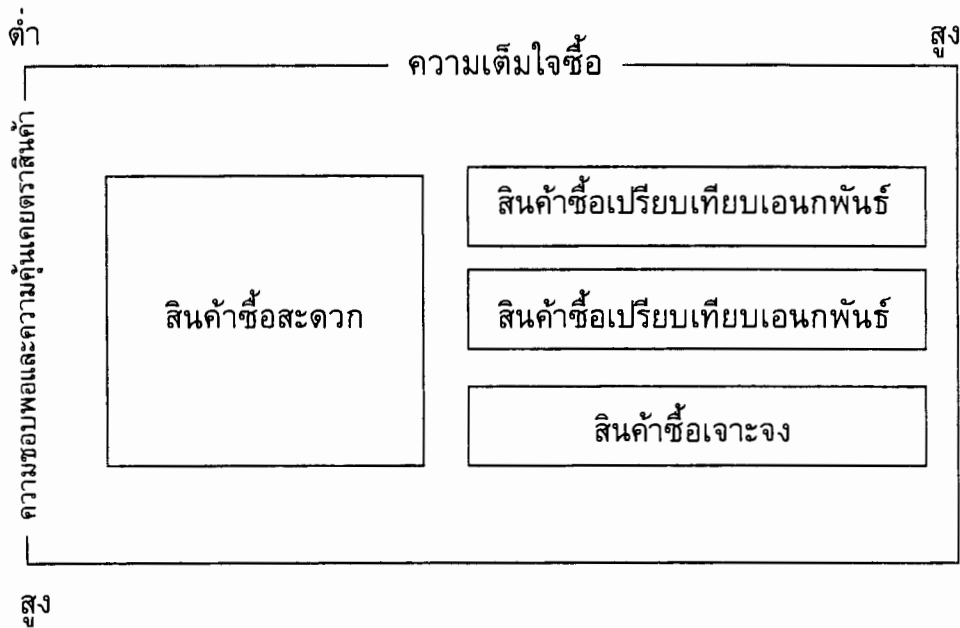 ต่ำ
สูง
ความเต็มใจซื้อ
ความชอบพอและความคุ้นเคยตราสินค้า
สินค้าซื้อสะดวก
สินค้าซื้อเปรียบเทียบเอนกพันธ์
สินค้าซื้อเปรียบเทียบเอนกพันธ์
สินค้าซื้อเจาะจง
สูง